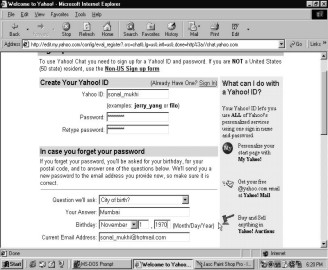 Welcome to Yahoo! - Microsoft Internet Explorer
File Edit View Favorites Tools Help
Back Stop Refresh Home Search Favorites History Mail Print Edit
Address http://edit.my.yahoo.com/config/eval_register?.src=chat&.lg=us&.intl=us&.done=http://chat.yahoo.com Go Links
To use Yahoo! Chat you need to sign up for a Yahoo! ID and password. If you are NOT a United States
(50 state) resident, use the Non-US Sign up form
Create Your Yahoo! ID (Already Have One? Sign In)
Yahoo ID: sonal_mukhi
(examples: jerry_yang or filo)
Password: ********
Retype password: ********
In case you forget your password
If you forget your password, you'll be asked for your birthday, your
postal code, and to answer one of the questions below. We'll send you a
new password to the email address you provide now, so make sure it is
correct.
Question we'll ask: City of birth?
Your Answer: Mumbai
Birthday: November 1 , 1970 (Month/Day/Year)
Current Email Address: sonal_mukhi@hotmail.com
What can i do with
a Yahoo! ID?
Your Yahoo! ID lets you
use ALL of Yahoo's
personalized services
using one sign in name
and password.
Personalize your
start page with
My Yahoo!
Get your free
@yahoo.com email
at Yahoo! Mail
Buy and Sell
anything in
Yahoo! Auctions
Done Internet
Start MS-DOS Prompt Welcome to Yahoo... Jasc Paint Shop Pro 6:20 PM